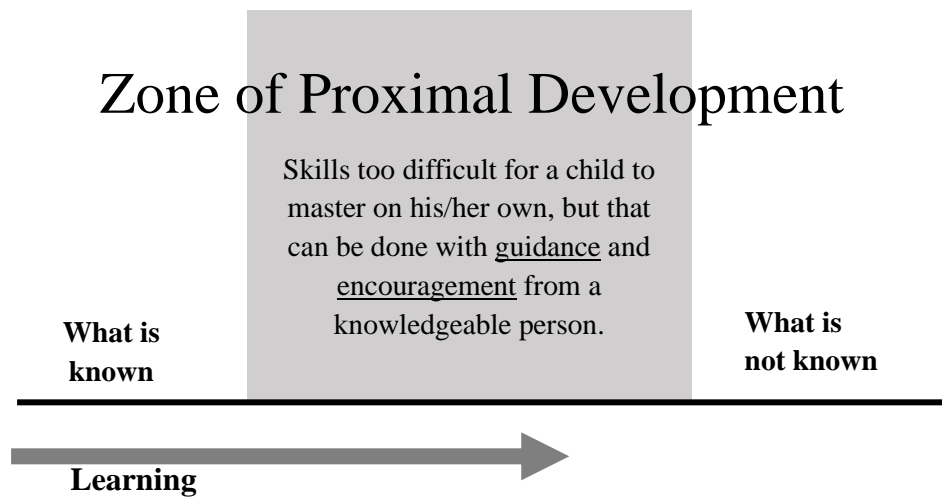 Zone of Proximal Development
Skills too difficult for a child to
master on his/her own, but that
can be done with guidance and
encouragement from a
knowledgeable person.
What is
known
What is
not known
Learning